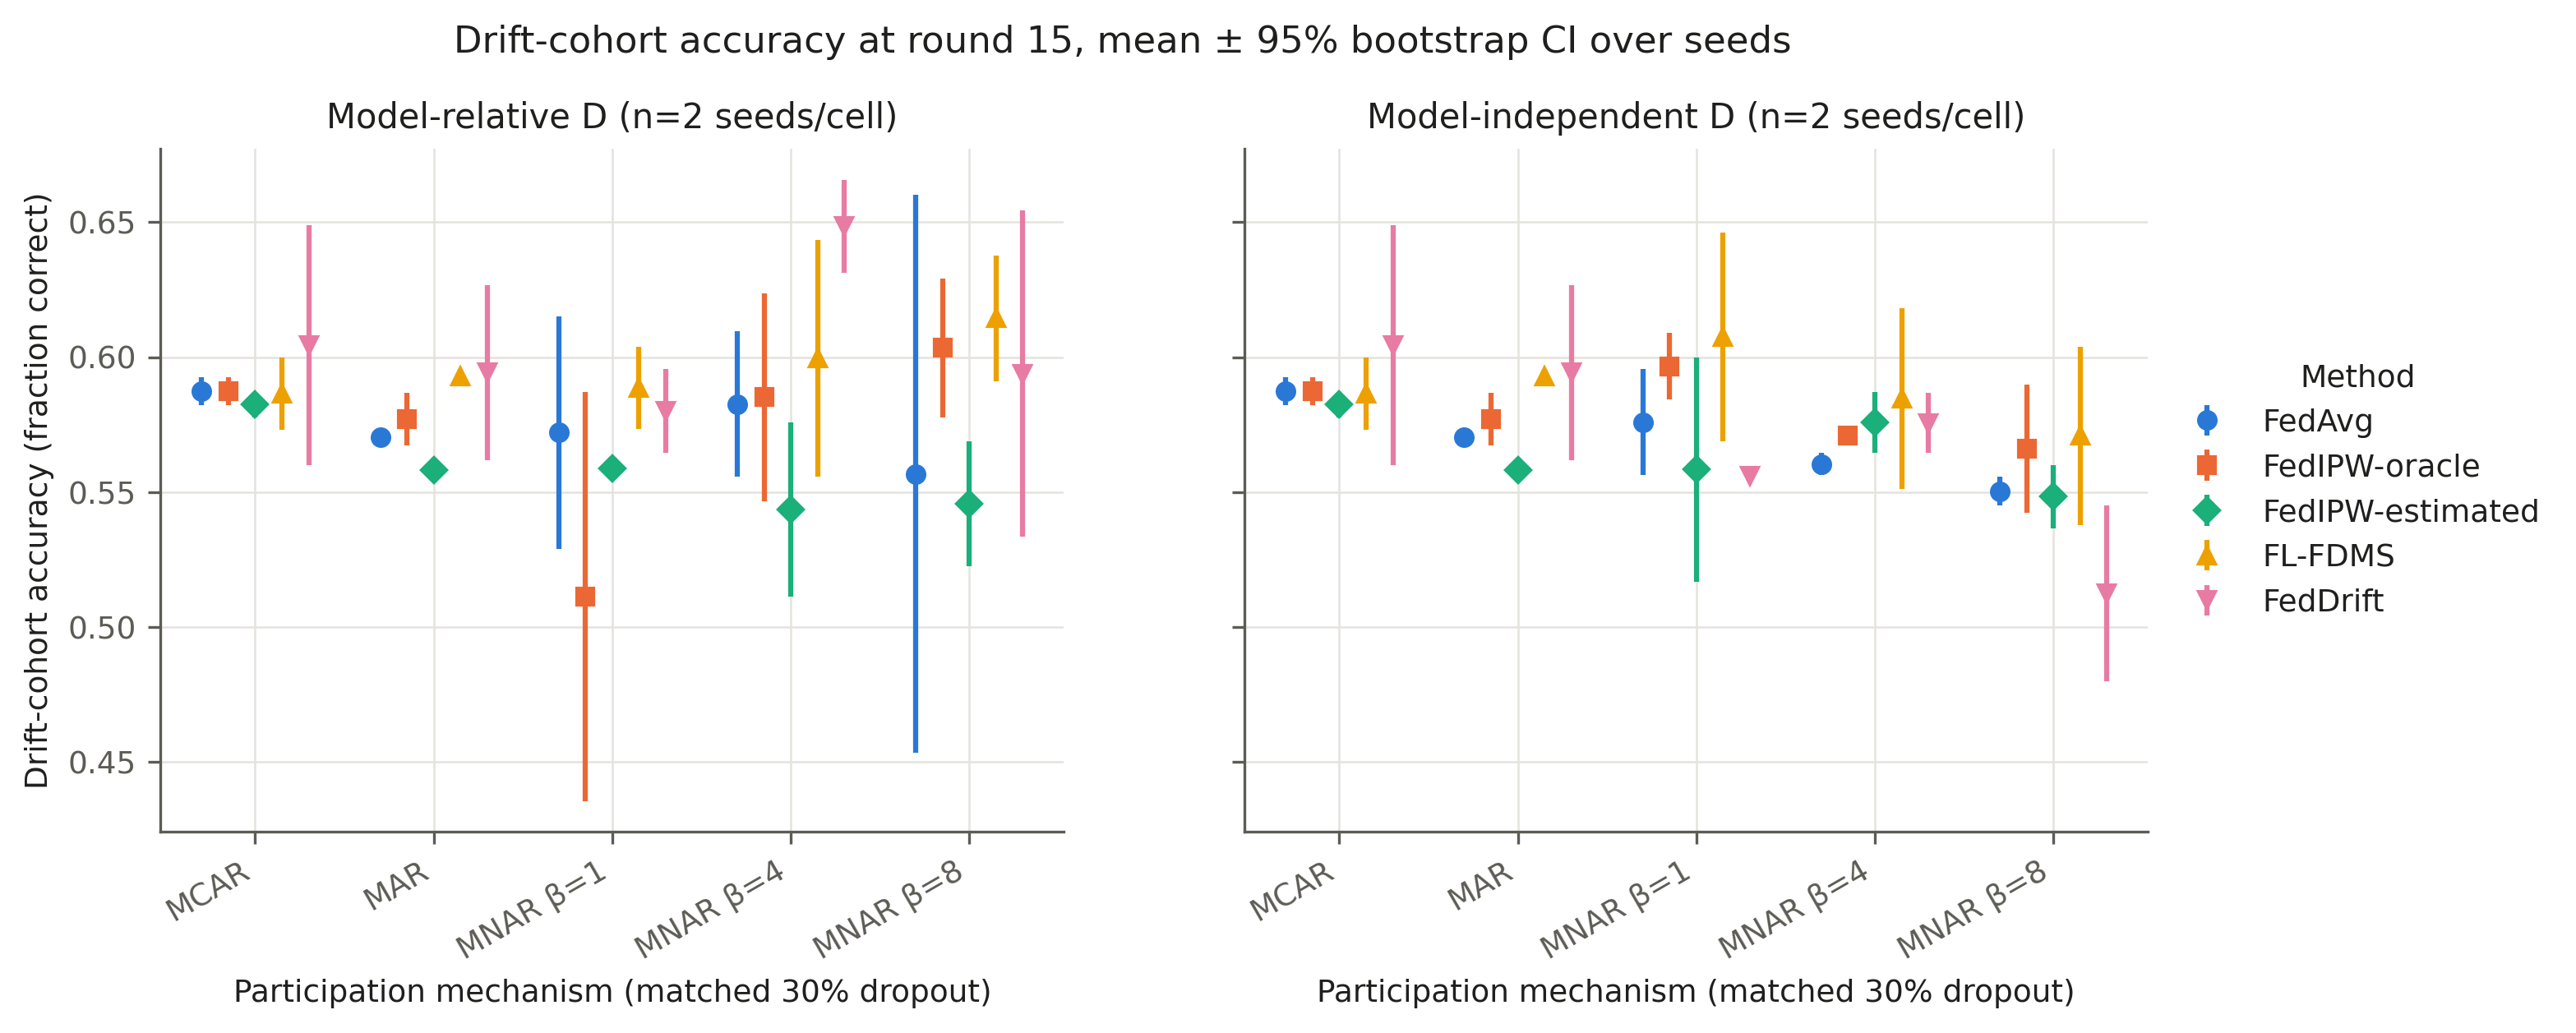 Drift-cohort accuracy at round 15, mean ± 95% bootstrap CI over seeds
Model-relative D (n=2 seeds/cell)
Model-independent D (n=2 seeds/cell)
Drift-cohort accuracy (fraction correct)
0.65
0.60
0.55
0.50
0.45
MCAR
MAR
MNAR β=1
MNAR β=4
MNAR β=8
Participation mechanism (matched 30% dropout)
MCAR
MAR
MNAR β=1
MNAR β=4
MNAR β=8
Participation mechanism (matched 30% dropout)
Method
FedAvg
FedIPW-oracle
FedIPW-estimated
FL-FDMS
FedDrift